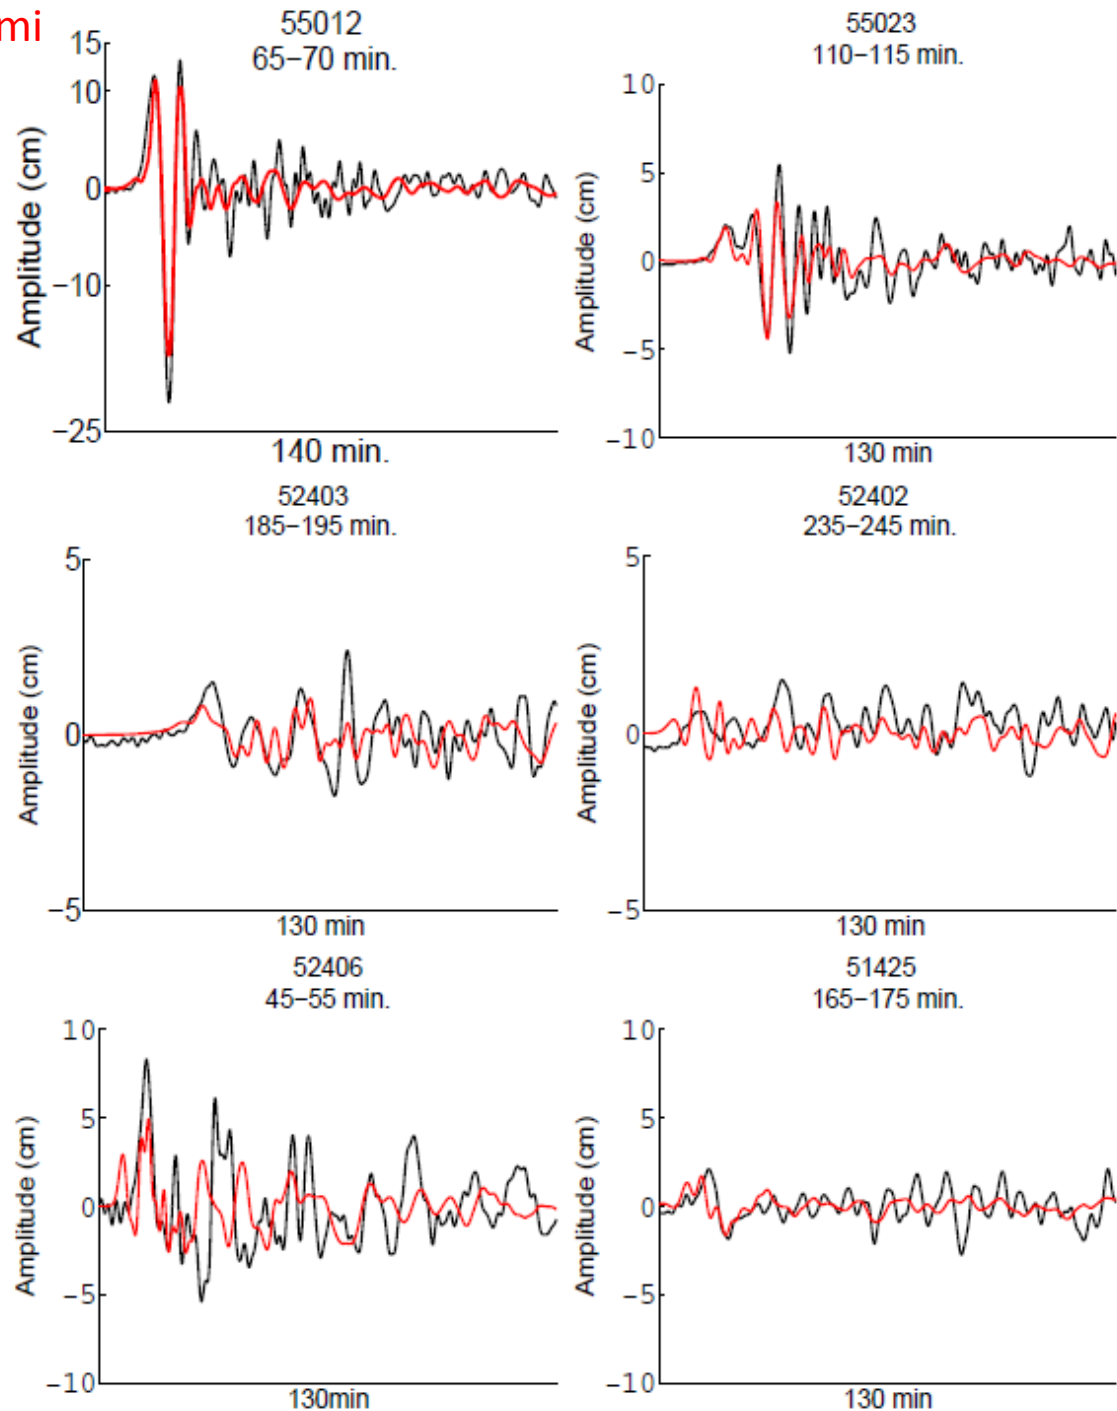 mi
55012
65−70 min.
15
10
0
−10
−25
Amplitude (cm)
140 min.
55023
110−115 min.
10
5
0
−5
−10
Amplitude (cm)
130 min
52403
185−195 min.
5
0
−5
Amplitude (cm)
130 min
52402
235−245 min.
5
0
−5
Amplitude (cm)
130 min
52406
45−55 min.
10
5
0
−5
−10
Amplitude (cm)
130min
51425
165−175 min.
10
5
0
−5
−10
Amplitude (cm)
130 min